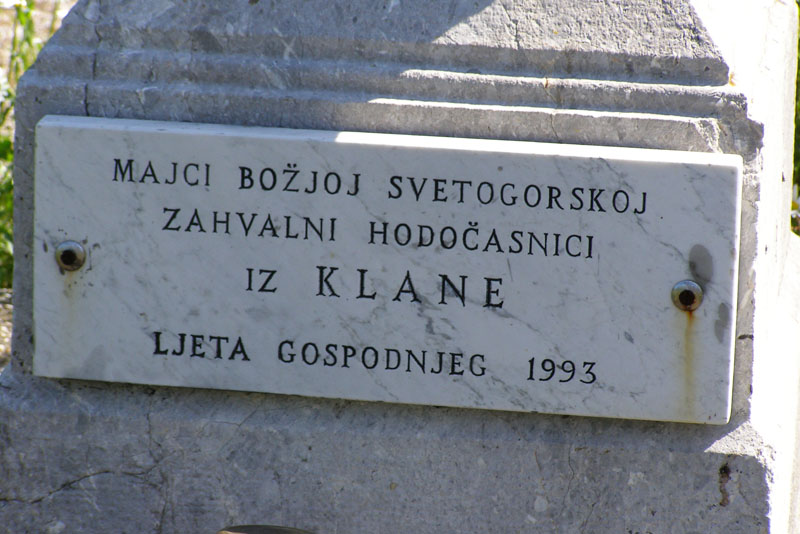 MAJCI BOŽJOJ SVETOGORSKOJ
ZAHVALNI HODOČASNICI
IZ KLANE
LJETA GOSPODNJEG 1993